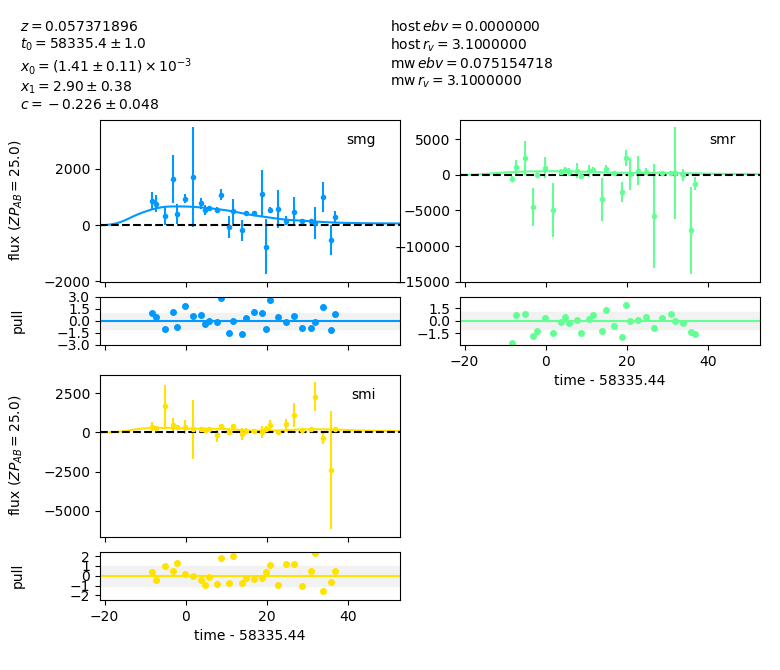 z = 0.057371896
t₀ = 58335.4 ± 1.0
x₀ = (1.41 ± 0.11) × 10⁻³
x₁ = 2.90 ± 0.38
c = −0.226 ± 0.048
host ebv = 0.0000000
host r_v = 3.1000000
mw ebv = 0.075154718
mw r_v = 3.1000000
smg
flux (ZP_AB = 25.0)
2000
0
−2000
smr
5000
0
−5000
−10000
−15000
pull
3.0
1.5
0.0
−1.5
−3.0
1.5
0.0
−1.5
−20 0 20 40
time - 58335.44
smi
flux (ZP_AB = 25.0)
2500
0
−2500
−5000
pull
2
1
0
−1
−2
−20 0 20 40
time - 58335.44